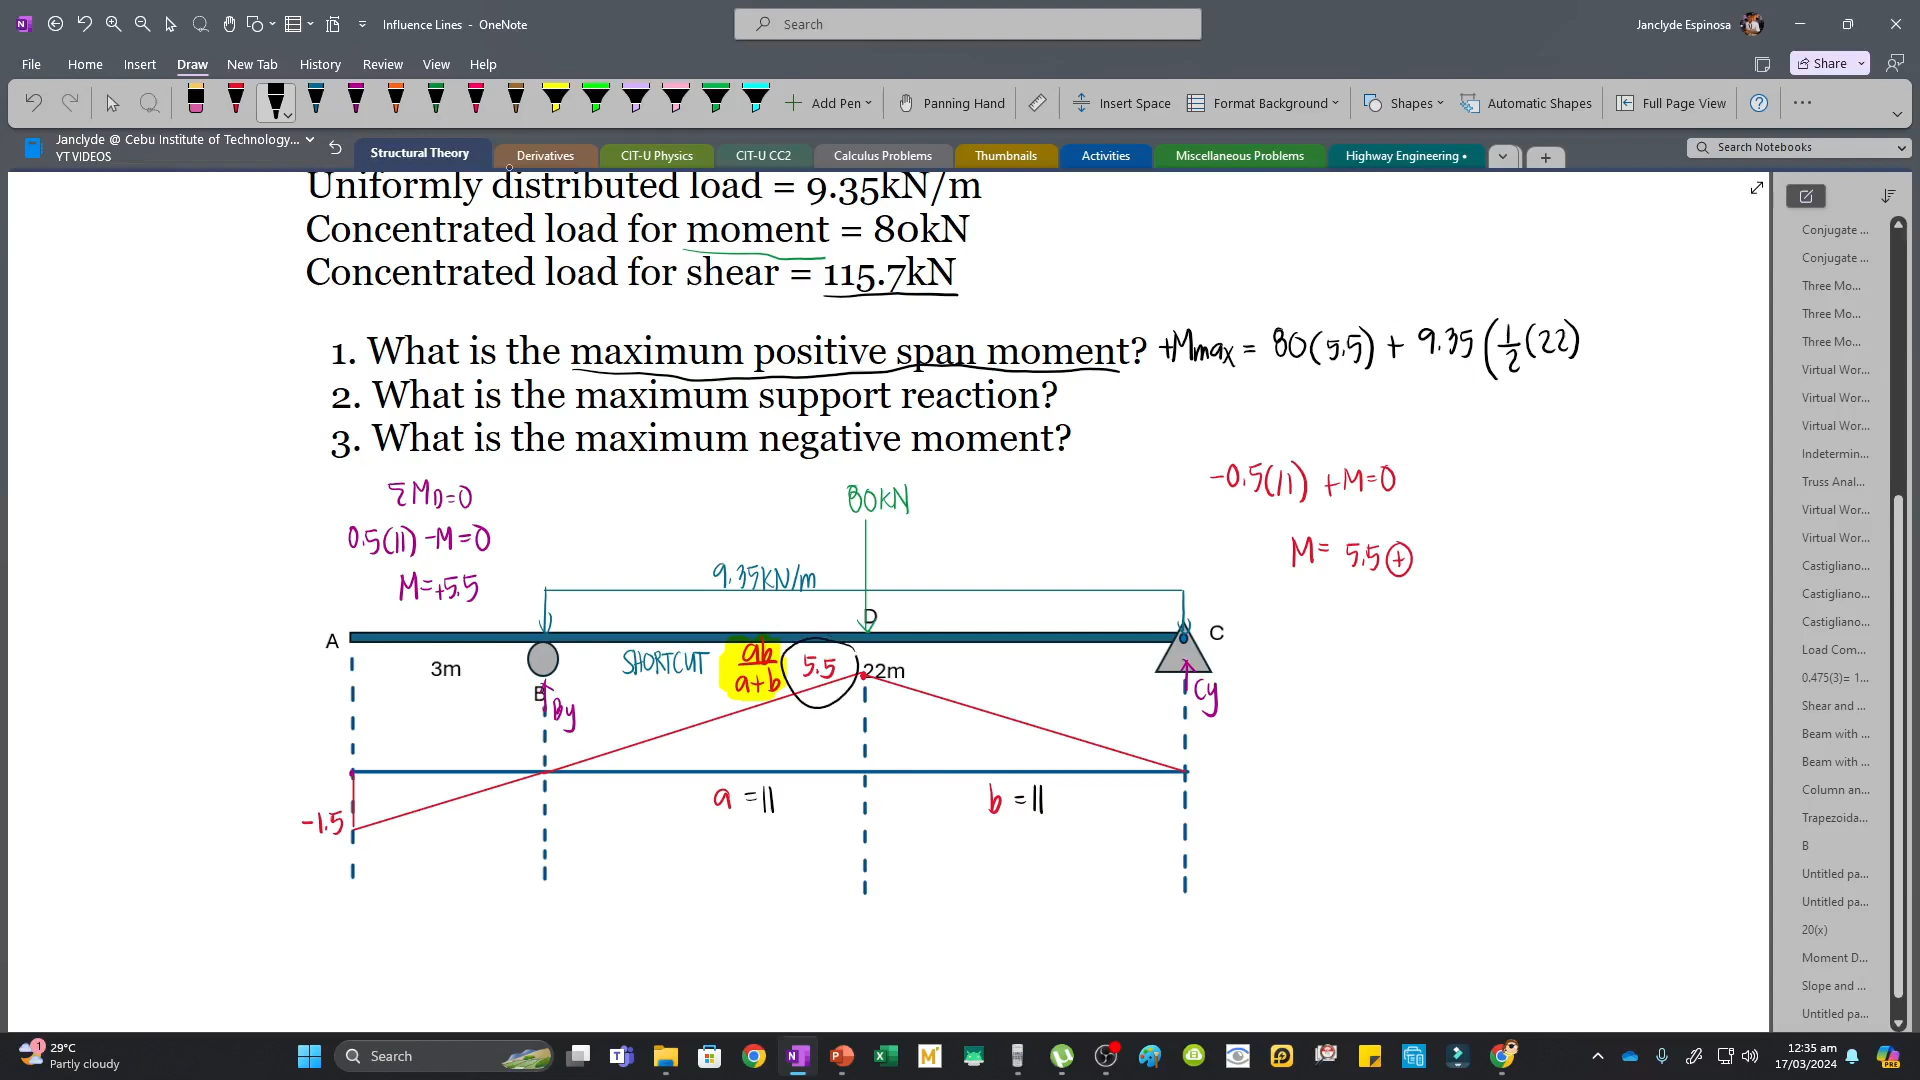 Influence Lines - OneNote
Search
Janclyde Espinosa
File Home Insert Draw New Tab History Review View Help
Share
Add Pen
Panning Hand
Insert Space
Format Background
Shapes
Automatic Shapes
Full Page View
Janclyde @ Cebu Institute of Technology...
YT VIDEOS
Structural Theory
Derivatives
CIT-U Physics
CIT-U CC2
Calculus Problems
Thumbnails
Activities
Miscellaneous Problems
Highway Engineering •
Search Notebooks
Uniformly distributed load = 9.35kN/m
Concentrated load for moment = 80kN
Concentrated load for shear = 115.7kN
1. What is the maximum positive span moment? +Mmax = 80(5.5) + 9.35 (1/2(22)
2. What is the maximum support reaction?
3. What is the maximum negative moment?
ΣMD=0
0.5(11) -M=0
M=+5.5
80KN
-0.5(11) +M=0
M= 5.5 +
9.35KN/m
D
A
C
3m
B
SHORTCUT
ab
a+b
5.5
22m
By
Cy
a =11
b =11
-1.5
Conjugate ...
Conjugate ...
Three Mo...
Three Mo...
Three Mo...
Virtual Wor...
Virtual Wor...
Virtual Wor...
Indetermin...
Truss Anal...
Virtual Wor...
Virtual Wor...
Castigliano...
Castigliano...
Castigliano...
Load Com...
0.475(3)= 1...
Shear and ...
Beam with ...
Beam with ...
Column an...
Trapezoida...
B
Untitled pa...
Untitled pa...
20(x)
Moment D...
Slope and ...
Untitled pa...
1
29°C
Partly cloudy
Search
12:35 am
17/03/2024